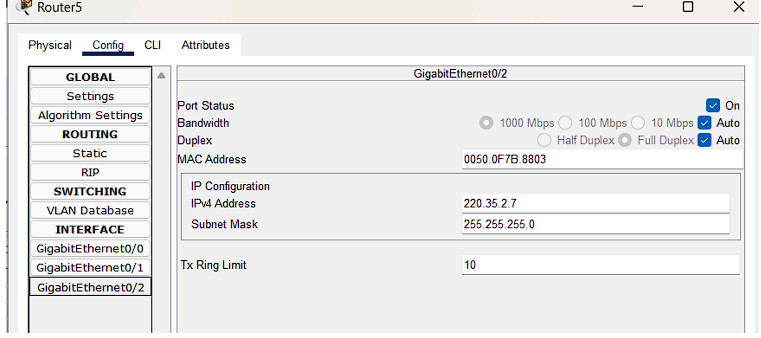 Router5
Physical Config CLI Attributes
GLOBAL
Settings
Algorithm Settings
ROUTING
Static
RIP
SWITCHING
VLAN Database
INTERFACE
GigabitEthernet0/0
GigabitEthernet0/1
GigabitEthernet0/2
GigabitEthernet0/2
Port Status On
Bandwidth 1000 Mbps 100 Mbps 10 Mbps Auto
Duplex Half Duplex Full Duplex Auto
MAC Address 0050.0F7B.8803
IP Configuration
IPv4 Address 220.35.2.7
Subnet Mask 255.255.255.0
Tx Ring Limit 10